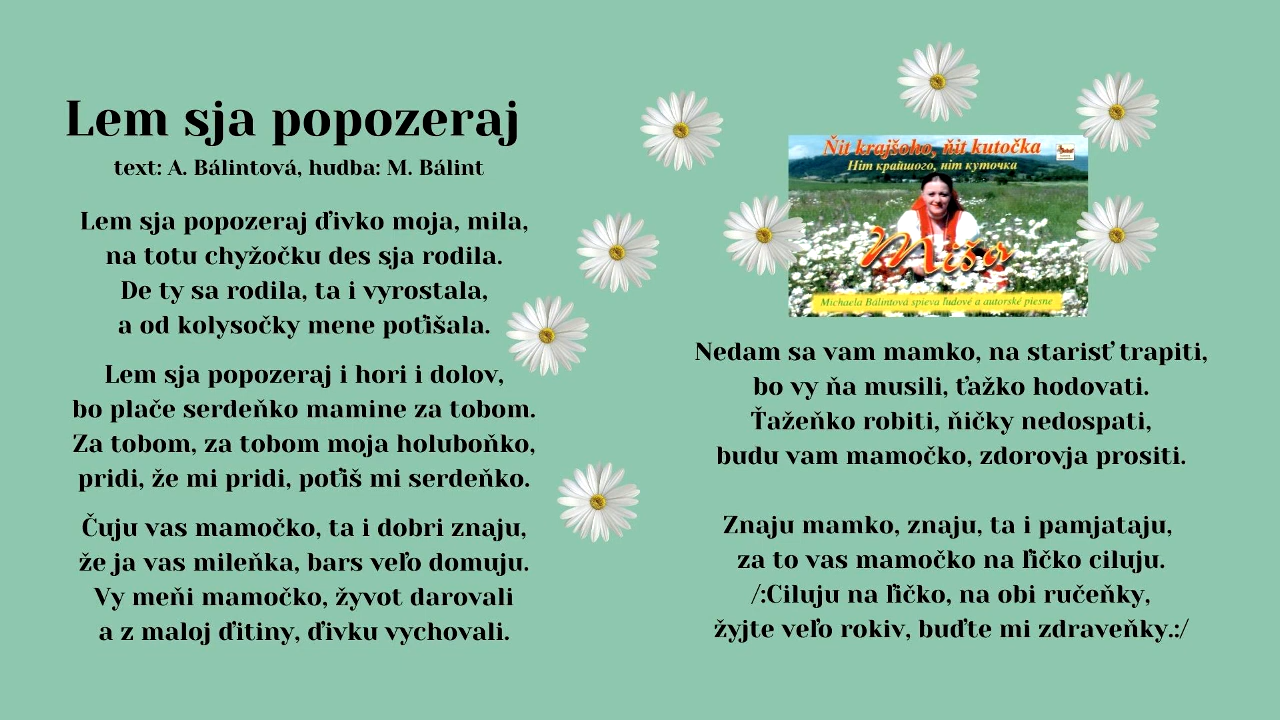 Lem sja popozeraj
text: A. Bálintová, hudba: M. Bálint
Lem sja popozeraj ďivko moja, mila,
na totu chyžočku des sja rodila.
De ty sa rodila, ta i vyrostala,
a od kolysočky mene poťišala.
Lem sja popozeraj i hori i dolov,
bo plače serdeňko mamine za tobom.
Za tobom, za tobom moja holuboňko,
pridi, že mi pridi, poťiš mi serdeňko.
Čuju vas mamočko, ta i dobri znaju,
že ja vas mileňka, bars veľo domuju.
Vy meňi mamočko, žyvot darovali
a z maloj ďitiny, ďivku vychovali.
Ňit krajšoho, ňit kutočka
Нїт крайшого, нїт куточка
Miša
Michaela Bálintová spieva ľudové a autorské piesne
Nedam sa vam mamko, na starisť trapiti,
bo vy ňa musili, ťažko hodovati.
Ťažeňko robiti, ňičky nedospati,
budu vam mamočko, zdorovja prositi.
Znaju mamko, znaju, ta i pamjataju,
za to vas mamočko na ľičko ciluju.
/:Ciluju na ľičko, na obi ručeňky,
žyjte veľo rokiv, buďte mi zdraveňky.:/